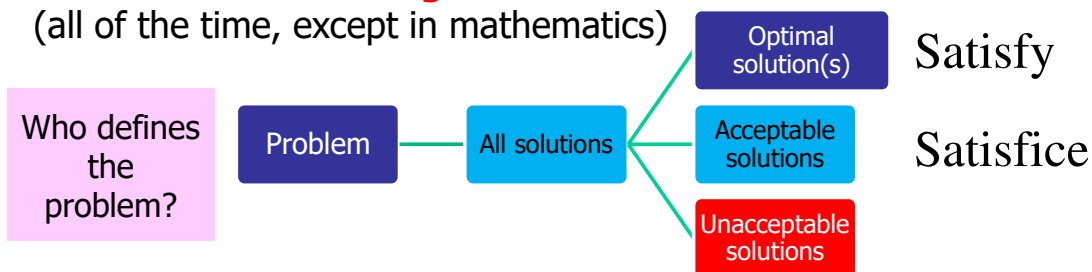 (all of the time, except in mathematics)
Who defines
the
problem?
Problem
All solutions
Optimal
solution(s)
Satisfy
Acceptable
solutions
Satisfice
Unacceptable
solutions